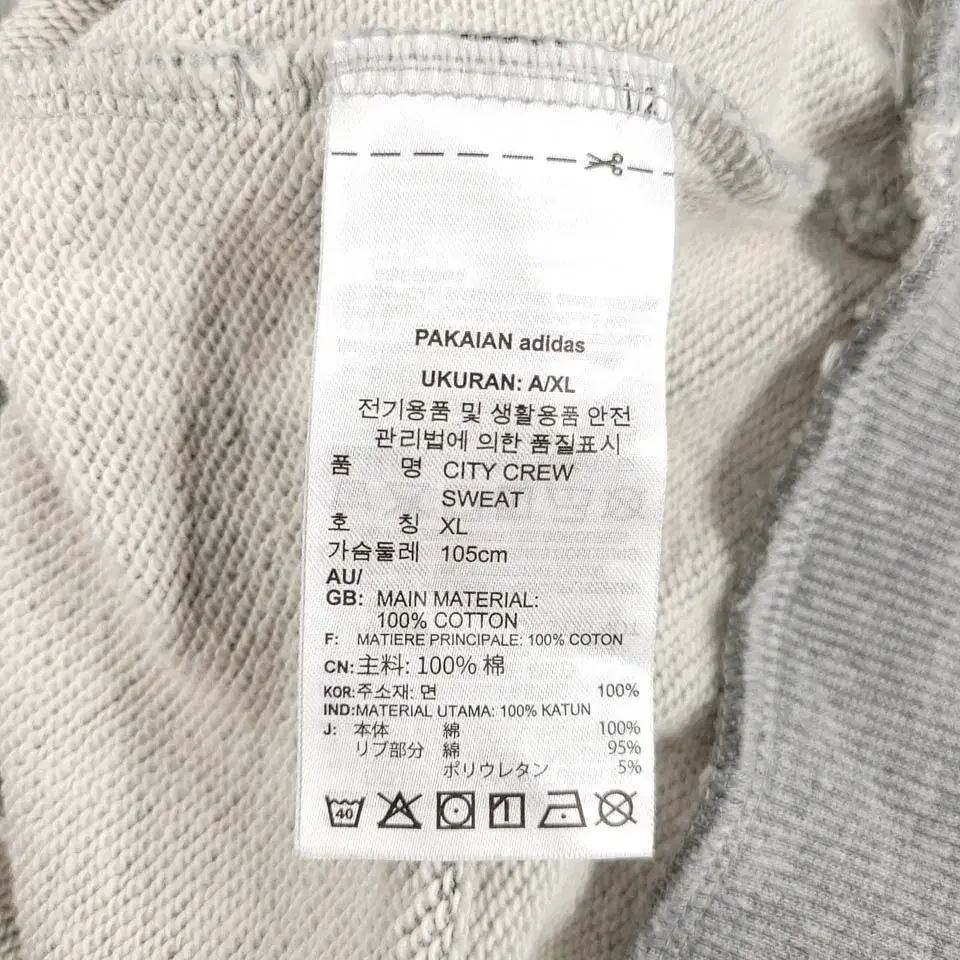 1/2
PAKAIAN adidas
UKURAN: A/XL
전기용품 및 생활용품 안전
관리법에 의한 품질표시
품 명 CITY CREW
SWEAT
호 칭 XL
가슴둘레 105cm
AU/
GB: MAIN MATERIAL:
100% COTTON
F: MATIERE PRINCIPALE: 100% COTON
CN: 主料: 100% 棉
KOR: 주소재: 면 100%
IND: MATERIAL UTAMA: 100% KATUN
J: 本体 綿 100%
リブ部分 綿 95%
ポリウレタン 5%
40